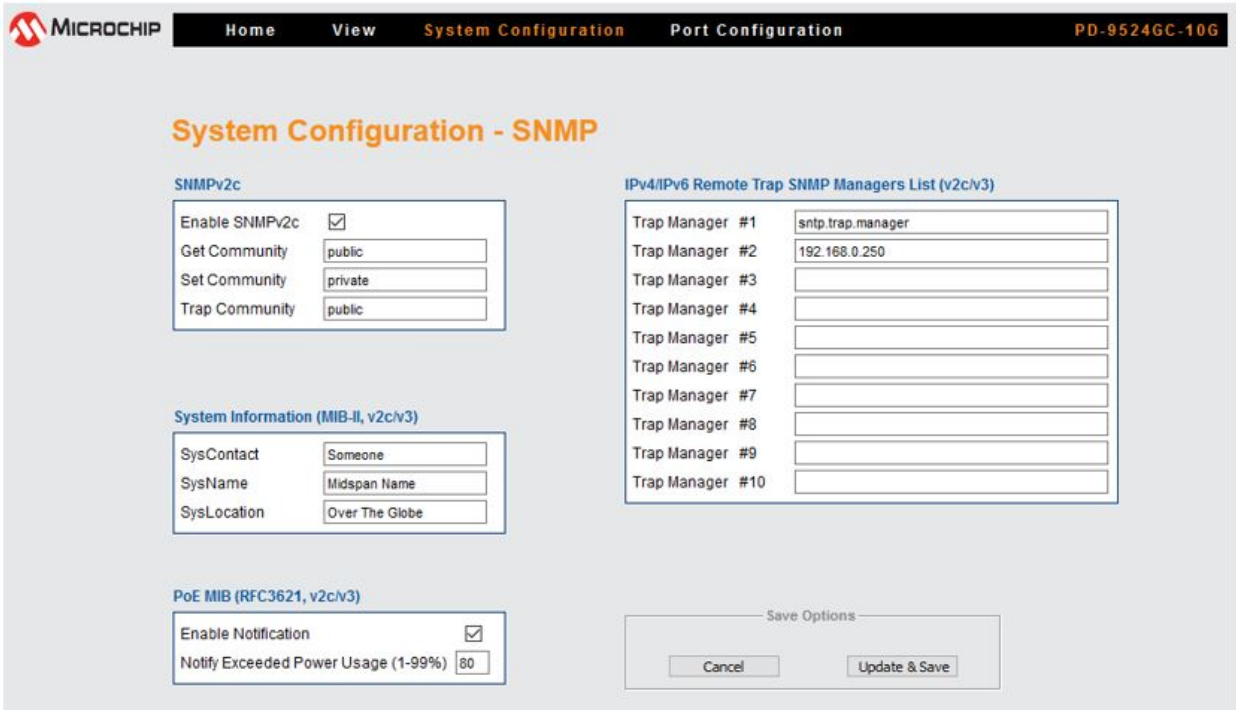 MICROCHIP Home View System Configuration Port Configuration PD-9524GC-10G
System Configuration - SNMP
SNMPv2c
Enable SNMPv2c
Get Community public
Set Community private
Trap Community public
System Information (MIB-II, v2c/v3)
SysContact Someone
SysName Midspan Name
SysLocation Over The Globe
PoE MIB (RFC3621, v2c/v3)
Enable Notification
Notify Exceeded Power Usage (1-99%) 80
IPv4/IPv6 Remote Trap SNMP Managers List (v2c/v3)
Trap Manager #1 sntp.trap.manager
Trap Manager #2 192.168.0.250
Trap Manager #3
Trap Manager #4
Trap Manager #5
Trap Manager #6
Trap Manager #7
Trap Manager #8
Trap Manager #9
Trap Manager #10
Save Options
Cancel Update & Save